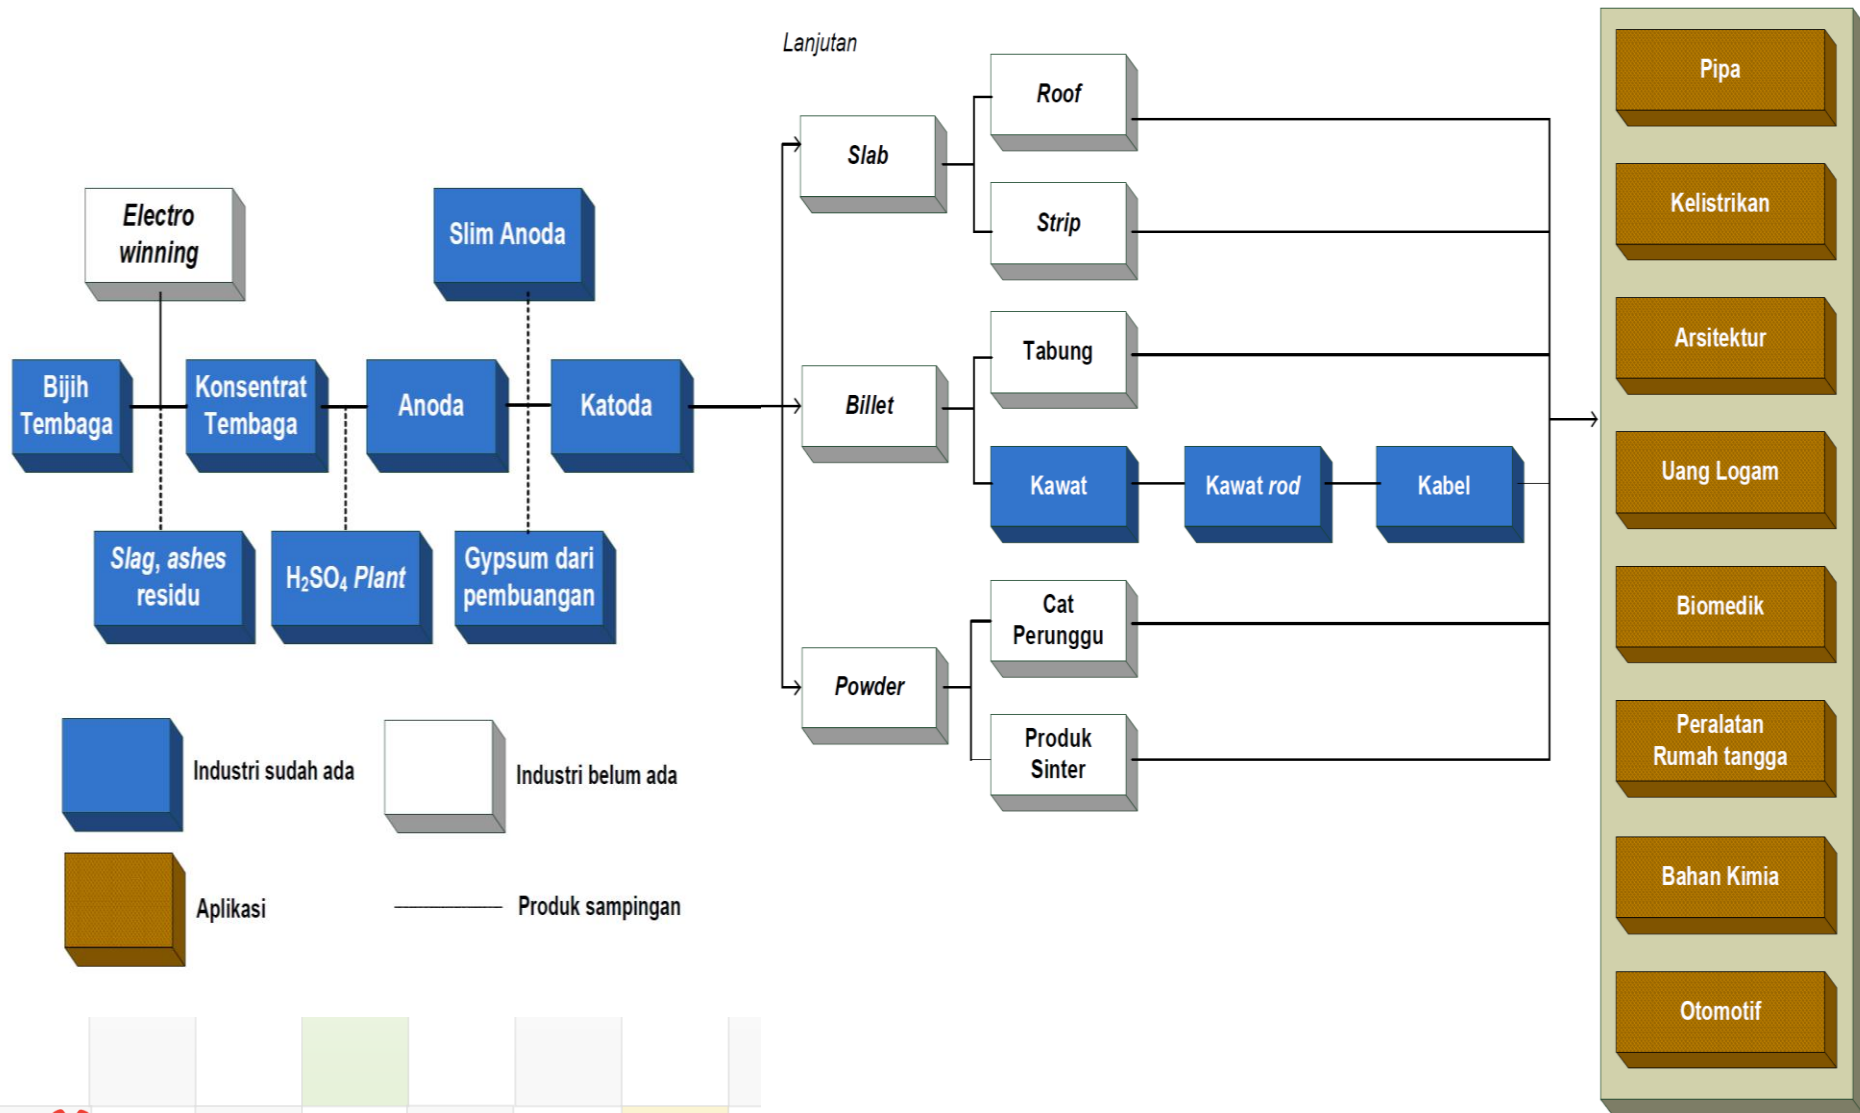 Lanjutan
Electro
winning
Slim Anoda
Bijih
Tembaga
Konsentrat
Tembaga
Anoda
Katoda
Slag, ashes
residu
H₂SO₄ Plant
Gypsum dari
pembuangan
Slab
Billet
Powder
Roof
Strip
Tabung
Kawat
Kawat rod
Kabel
Cat
Perunggu
Produk
Sinter
Pipa
Kelistrikan
Arsitektur
Uang Logam
Biomedik
Peralatan
Rumah tangga
Bahan Kimia
Otomotif
Industri sudah ada
Industri belum ada
Aplikasi
Produk sampingan